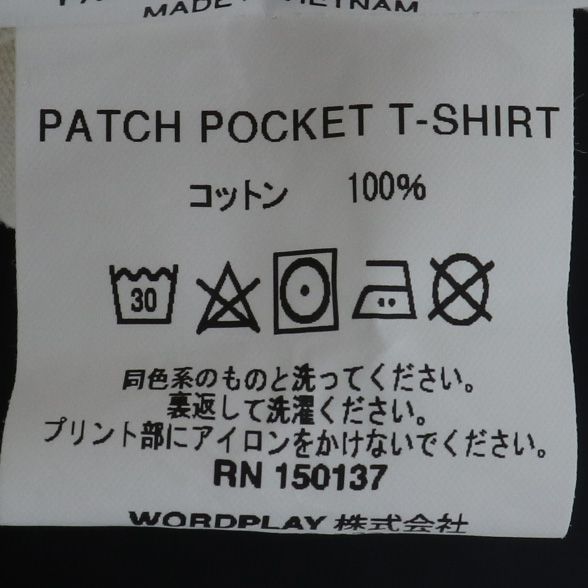 MADE
PATCH POCKET T-SHIRT
コットン 100%
30
同色系のものと洗ってください。
裏返して洗濯ください。
プリント部にアイロンをかけないでください。
RN 150137
WORDPLAY 株式会社